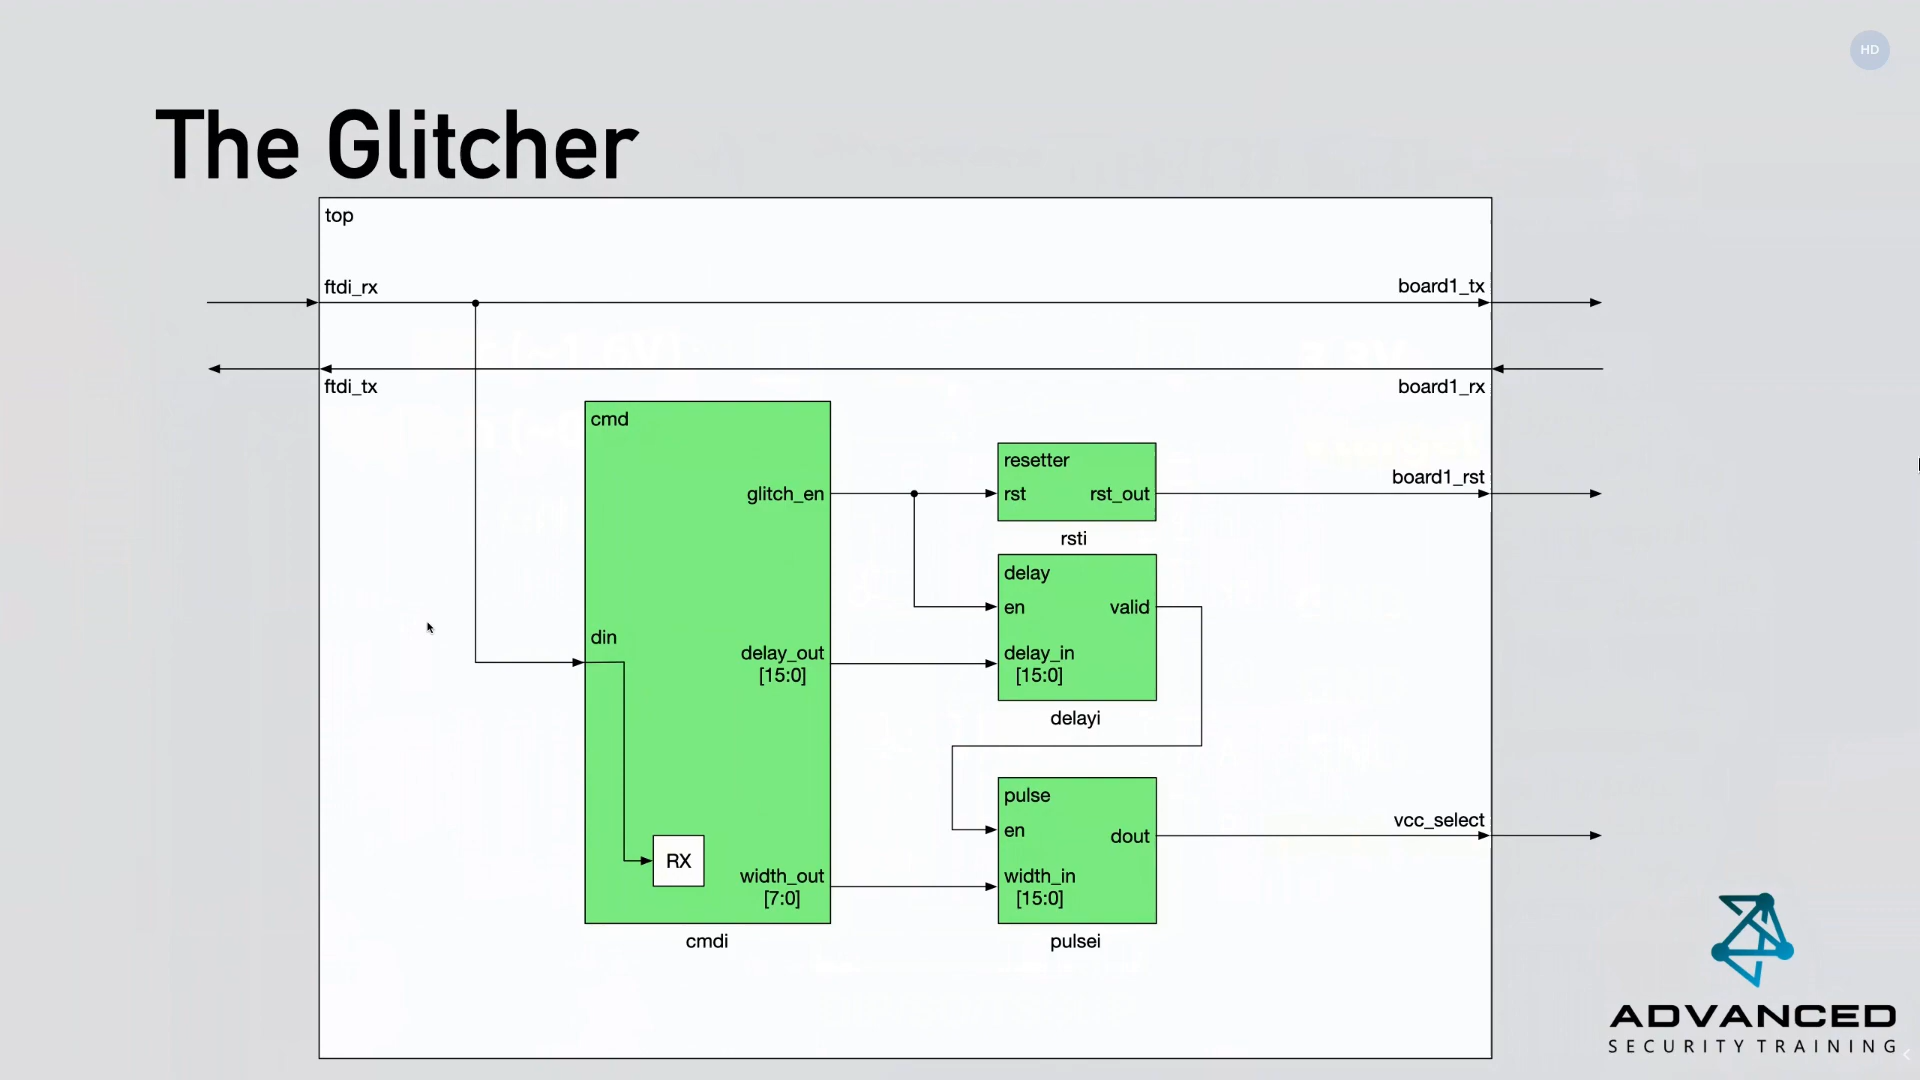 HD
The Glitcher
top
ftdi_rx
board1_tx
ftdi_tx
board1_rx
cmd
glitch_en
din
delay_out
[15:0]
RX
width_out
[7:0]
cmdi
resetter
rst
rst_out
board1_rst
rsti
delay
en
valid
delay_in
[15:0]
delayi
pulse
en
dout
vcc_select
width_in
[15:0]
pulsei
ADVANCED
SECURITY TRAINING